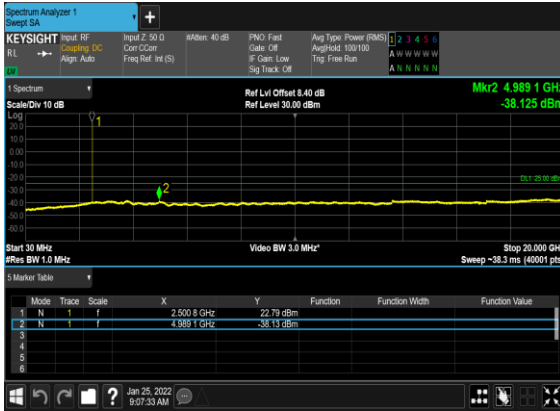 Spectrum Analyzer 1
Swept SA
+
KEYSIGHT Input: RF Input Z: 50 Ω #Atten: 40 dB PNO: Fast Avg Type: Power (RMS) 1 2 3 4 5 6
RL Coupling: DC Corr CCorr Gate: Off Avg|Hold: 100/100 A W W W W W
Align: Auto Freq Ref: Int (S) IF Gain: Low Trig: Free Run
Sig Track: Off A N N N N N
1 Spectrum Ref Lvl Offset 8.40 dB Mkr2 4.989 1 GHz
Scale/Div 10 dB Ref Level 30.00 dBm -38.125 dBm
Log
20.0
10.0
0.00
-10.0
-20.0
-30.0
-40.0
-50.0
-60.0
1
2
Start 30 MHz Video BW 3.0 MHz* Stop 20.000 GH
#Res BW 1.0 MHz Sweep ~38.3 ms (40001 pts
5 Marker Table
Mode Trace Scale X Y Function Function Width Function Value
1 N 1 f 2.500 8 GHz 22.79 dBm
2 N 1 f 4.989 1 GHz -38.13 dBm
3
4
5
6
? Jan 25, 2022
9:07:33 AM